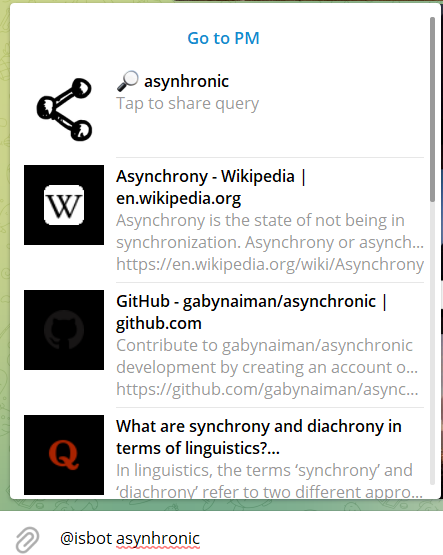 Go to PM
🔎 asynhronic
Tap to share query
W
Asynchrony - Wikipedia |
en.wikipedia.org
Asynchrony is the state of not being in
synchronization. Asynchrony or asynch...
https://en.wikipedia.org/wiki/Asynchrony
GitHub - gabynaiman/asynchronic |
github.com
Contribute to gabynaiman/asynchronic
development by creating an account o...
https://github.com/gabynaiman/async...
Q
What are synchrony and diachrony in
terms of linguistics?...
In linguistics, the terms ‘synchrony’ and
‘diachrony’ refer to two different appro...
@isbot asynhronic